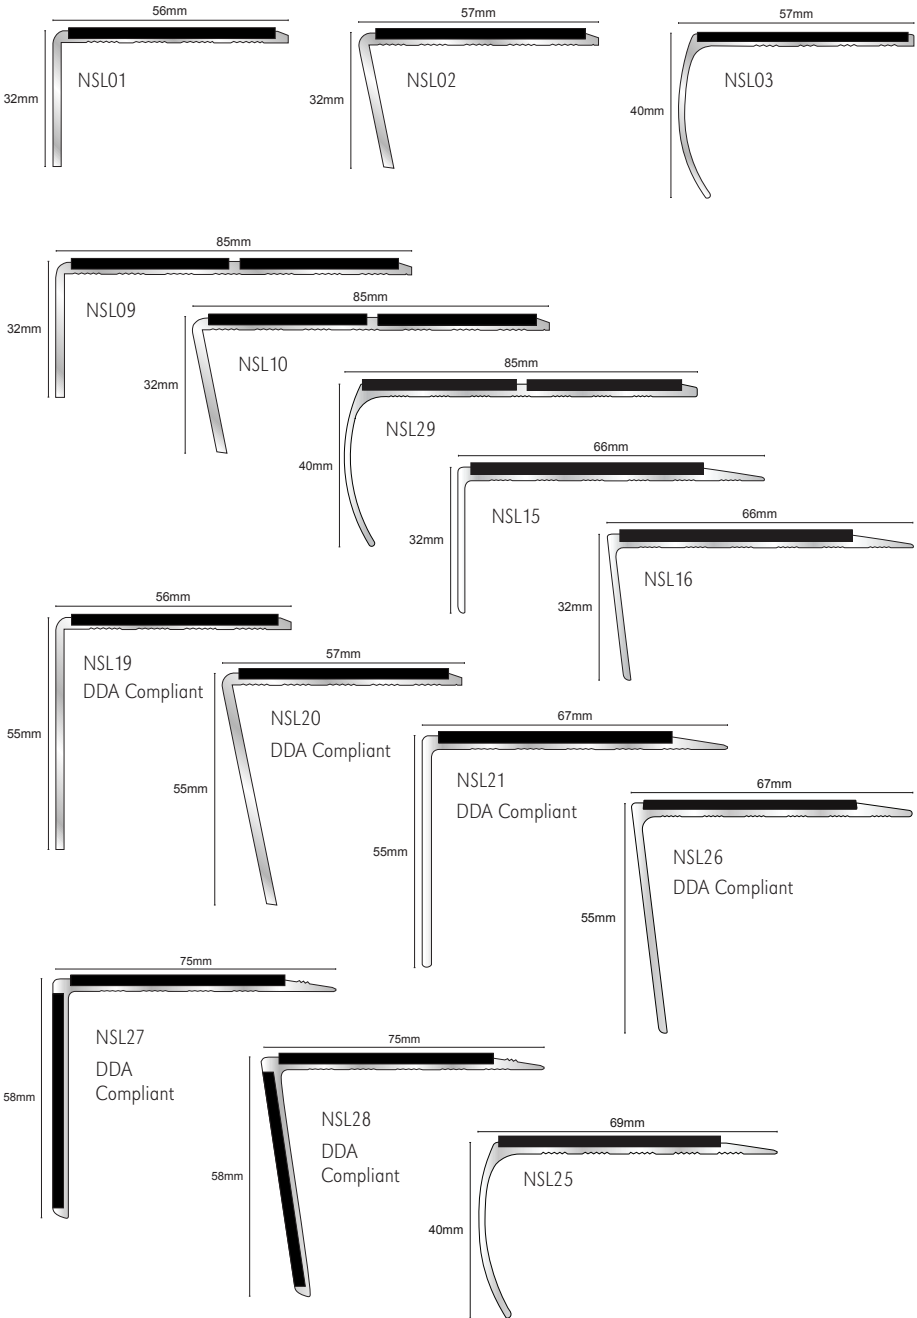 56mm
32mm
NSL01
57mm
32mm
NSL02
57mm
40mm
NSL03
85mm
32mm
NSL09
85mm
32mm
NSL10
85mm
40mm
NSL29
66mm
32mm
NSL15
66mm
32mm
NSL16
56mm
55mm
NSL19
DDA Compliant
57mm
55mm
NSL20
DDA Compliant
67mm
55mm
NSL21
DDA Compliant
67mm
55mm
NSL26
DDA Compliant
75mm
58mm
NSL27
DDA
Compliant
75mm
58mm
NSL28
DDA
Compliant
69mm
40mm
NSL25